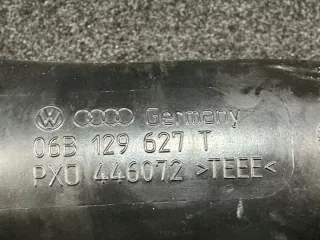 Germany
06B 129 627 T
PXO 446072 >TEEE<